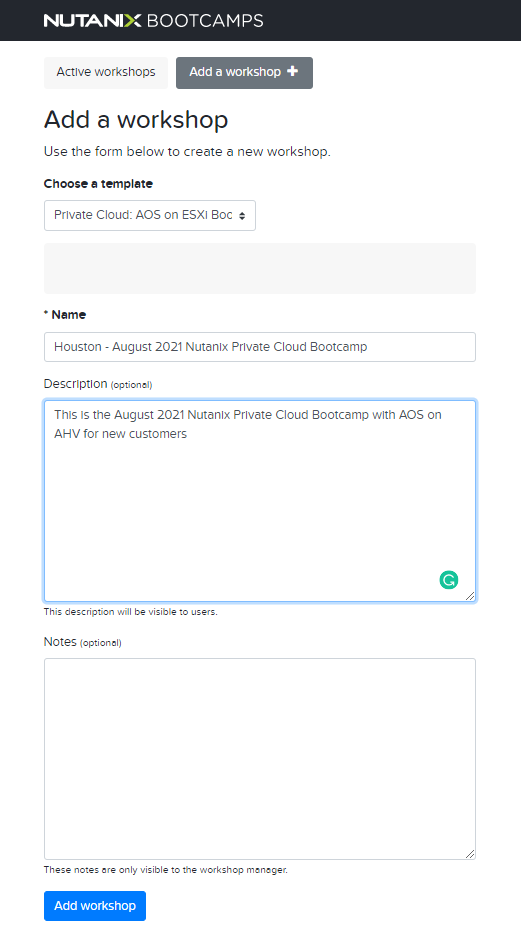 NUTANIX BOOTCAMPS
Active workshops
Add a workshop +
Add a workshop
Use the form below to create a new workshop.
Choose a template
Private Cloud: AOS on ESXi Boc
* Name
Houston - August 2021 Nutanix Private Cloud Bootcamp
Description (optional)
This is the August 2021 Nutanix Private Cloud Bootcamp with AOS on
AHV for new customers
This description will be visible to users.
Notes (optional)
These notes are only visible to the workshop manager.
Add workshop